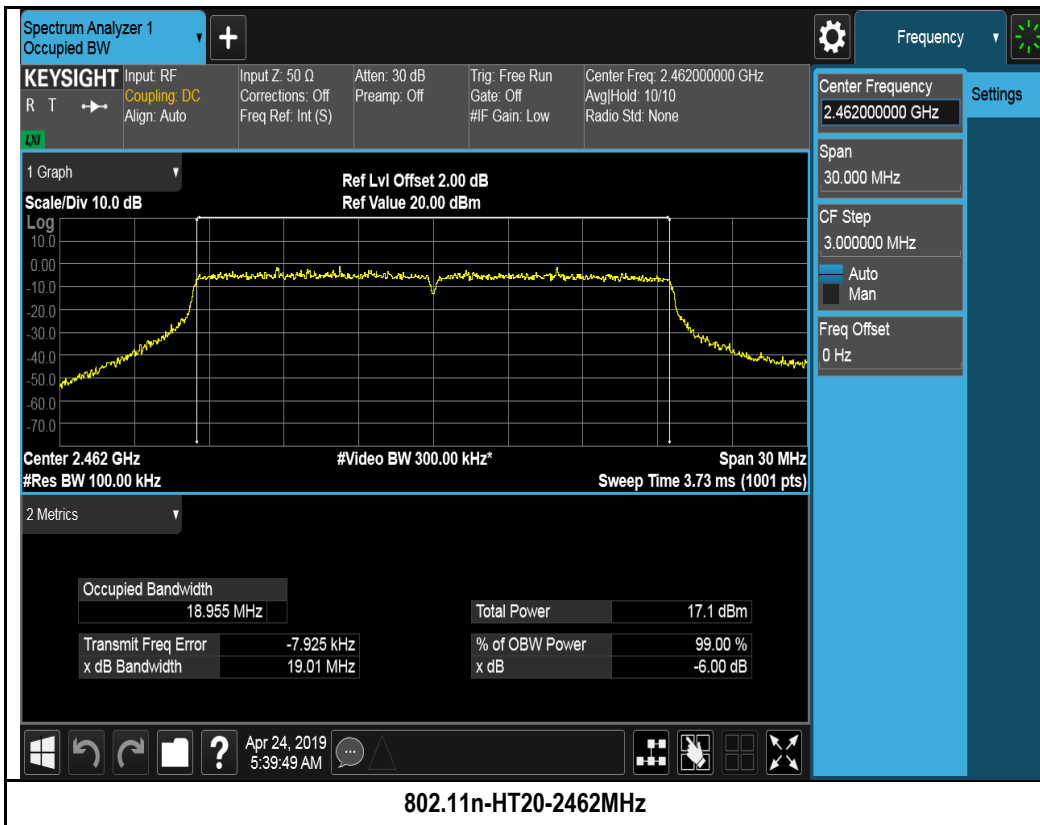 Spectrum Analyzer 1
Occupied BW
▼
+
Frequency ▼
KEYSIGHT
R T
LXI
Input: RF
Coupling: DC
Align: Auto
Input Z: 50 Ω
Corrections: Off
Freq Ref: Int (S)
Atten: 30 dB
Preamp: Off
Trig: Free Run
Gate: Off
#IF Gain: Low
Center Freq: 2.462000000 GHz
Avg|Hold: 10/10
Radio Std: None
Center Frequency
2.462000000 GHz
Settings
Span
30.000 MHz
CF Step
3.000000 MHz
Auto
Man
Freq Offset
0 Hz
1 Graph ▼
Scale/Div 10.0 dB
Ref Lvl Offset 2.00 dB
Ref Value 20.00 dBm
Log
10.0
0.00
-10.0
-20.0
-30.0
-40.0
-50.0
-60.0
-70.0
Center 2.462 GHz
#Res BW 100.00 kHz
#Video BW 300.00 kHz*
Span 30 MHz
Sweep Time 3.73 ms (1001 pts)
2 Metrics ▼
Occupied Bandwidth
18.955 MHz
Transmit Freq Error -7.925 kHz
x dB Bandwidth 19.01 MHz
Total Power 17.1 dBm
% of OBW Power 99.00 %
x dB -6.00 dB
?
Apr 24, 2019
5:39:49 AM
802.11n-HT20-2462MHz